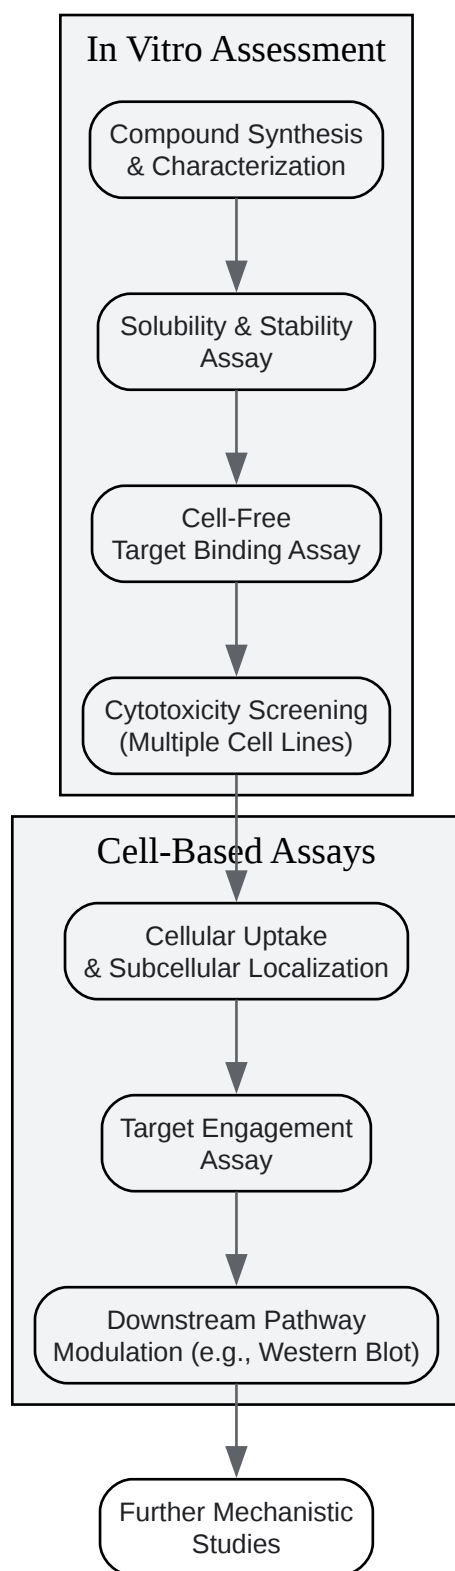 In Vitro Assessment
Compound Synthesis
& Characterization
Solubility & Stability
Assay
Cell-Free
Target Binding Assay
Cytotoxicity Screening
(Multiple Cell Lines)
Cell-Based Assays
Cellular Uptake
& Subcellular Localization
Target Engagement
Assay
Downstream Pathway
Modulation (e.g., Western Blot)
Further Mechanistic
Studies